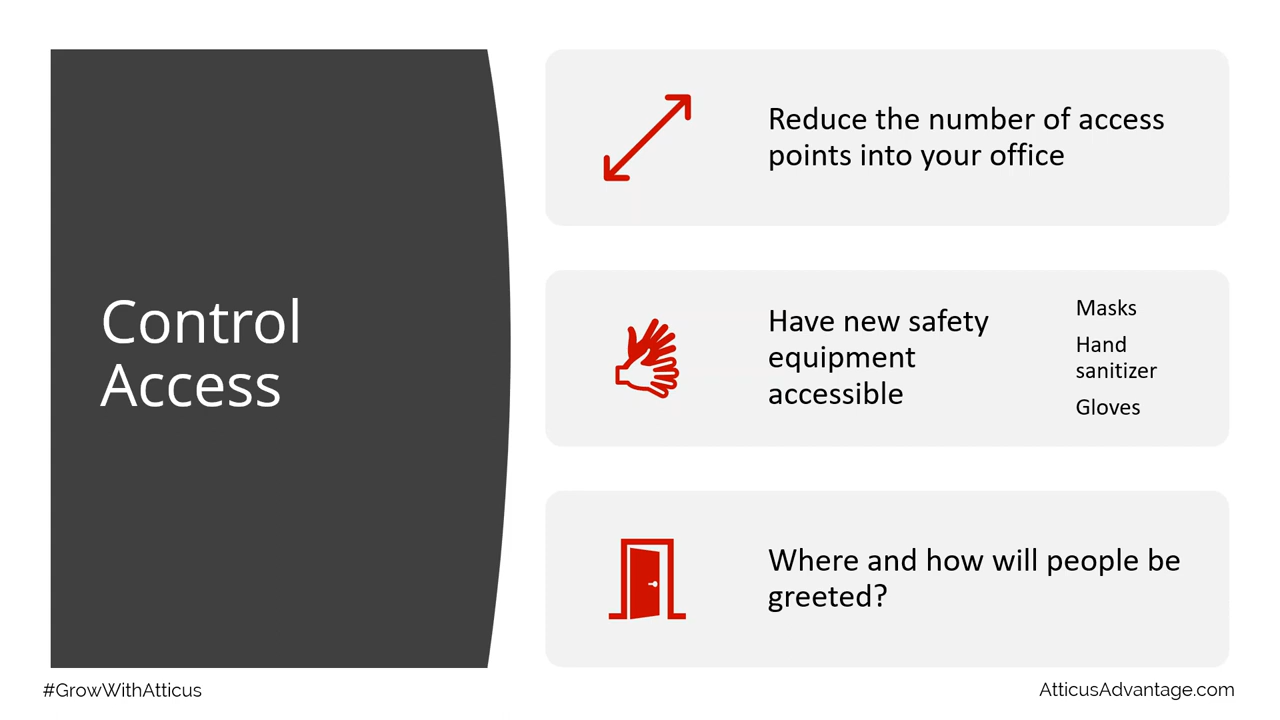 Control
Access
Reduce the number of access
points into your office
Have new safety
equipment
accessible
Masks
Hand
sanitizer
Gloves
Where and how will people be
greeted?
#GrowWithAtticus
AtticusAdvantage.com